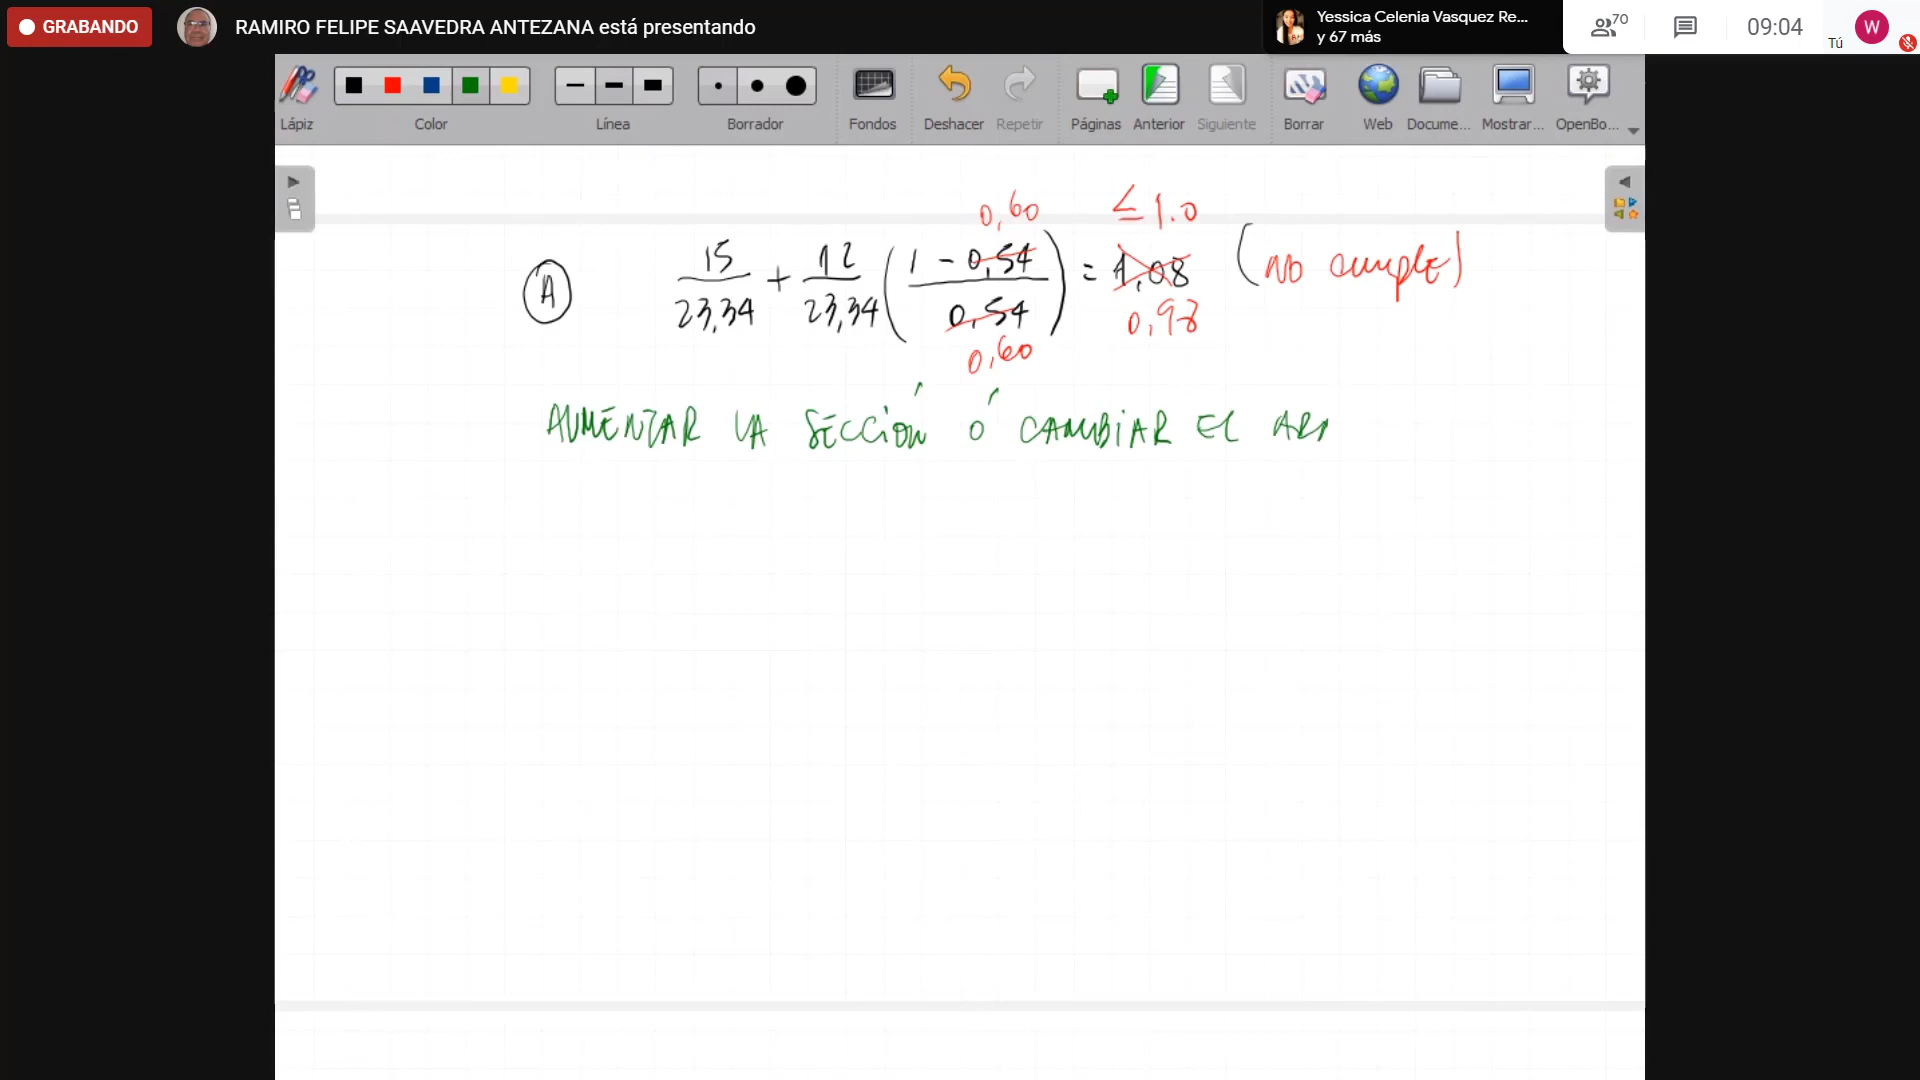 GRABANDO RAMIRO FELIPE SAAVEDRA ANTEZANA está presentando
Yessica Celenia Vasquez Re...
y 67 más
70
09:04
Tú
W
Lápiz Color Línea Borrador Fondos Deshacer Repetir Páginas Anterior Siguiente Borrar Web Docume... Mostrar... OpenBo...
0,60 ≤ 1.0
A 15/23,34 + 12/23,34 (1 - 0,54 / 0,54) = 1,08 (no cumple)
0,60 0,98
AUMENTAR LA SECCIÓN Ó CAMBIAR EL